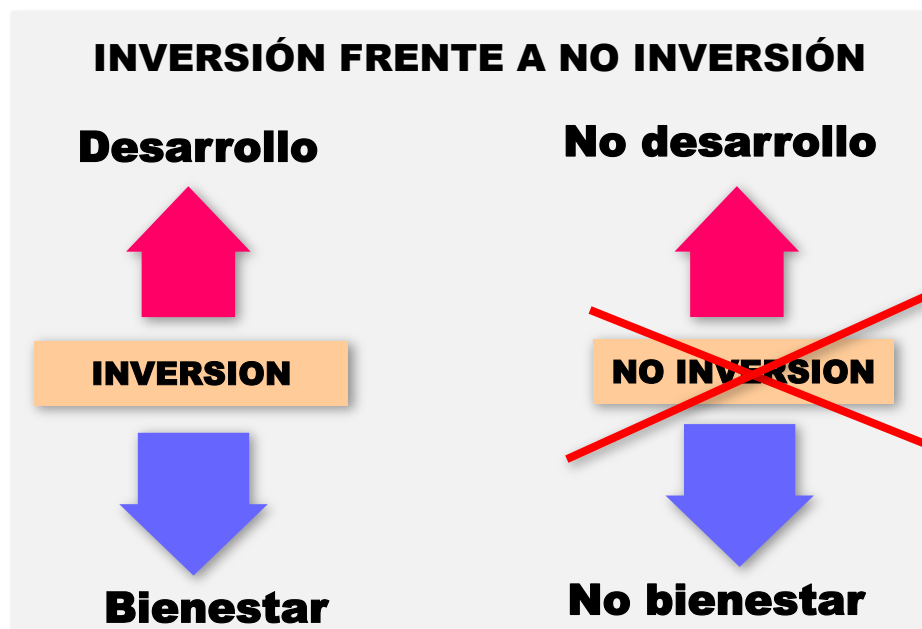 INVERSIÓN FRENTE A NO INVERSIÓN
Desarrollo
No desarrollo
INVERSION
NO INVERSION
Bienestar
No bienestar